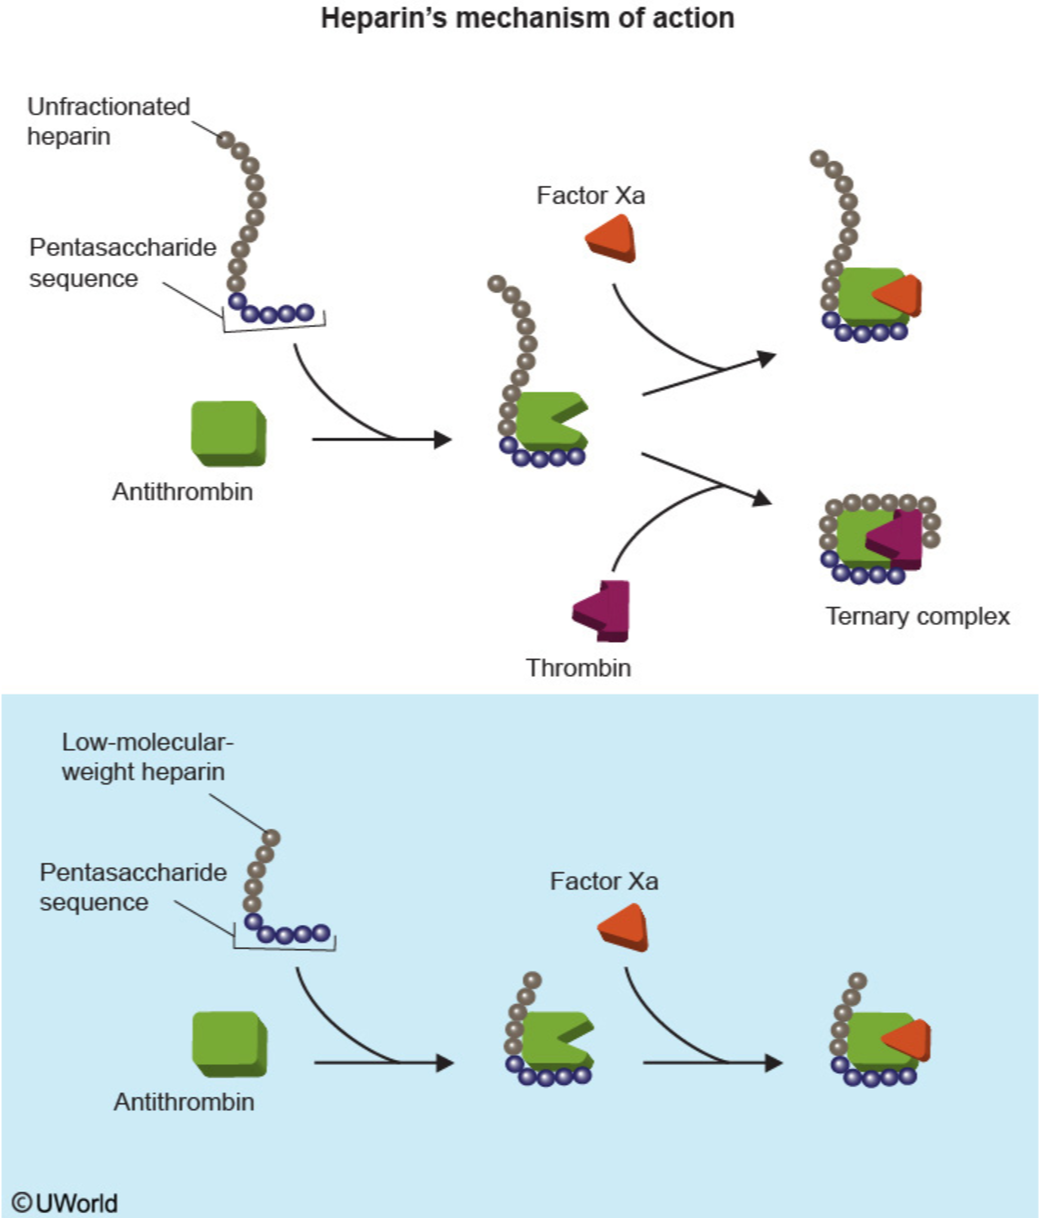 Heparin’s mechanism of action
Unfractionated
heparin
Pentasaccharide
sequence
Factor Xa
Antithrombin
Thrombin
Ternary complex
Low-molecular-
weight heparin
Pentasaccharide
sequence
Factor Xa
Antithrombin
©UWorld